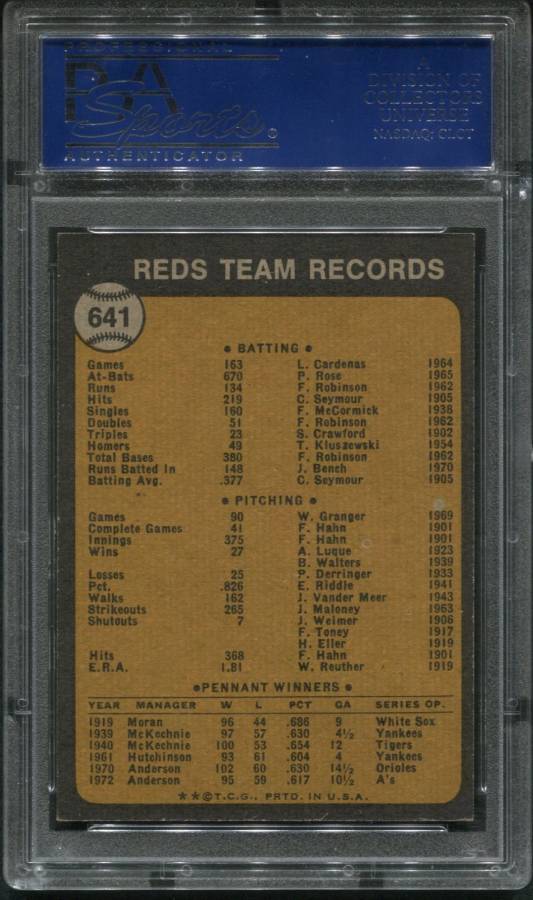 PROFESSIONAL
PSA
Sports®
AUTHENTICATOR
A
DIVISION OF
COLLECTORS
UNIVERSE
NASDAQ: CLCT
REDS TEAM RECORDS
641
• BATTING •
Games 163 L. Cardenas 1964
At-Bats 670 P. Rose 1965
Runs 134 F. Robinson 1962
Hits 219 C. Seymour 1905
Singles 160 F. McCormick 1938
Doubles 51 F. Robinson 1962
Triples 23 S. Crawford 1902
Homers 49 T. Kluszewski 1954
Total Bases 380 F. Robinson 1962
Runs Batted In 148 J. Bench 1970
Batting Avg. .377 C. Seymour 1905
• PITCHING •
Games 90 W. Granger 1969
Complete Games 41 F. Hahn 1901
Innings 375 F. Hahn 1901
Wins 27 A. Luque 1923
B. Walters 1939
Losses 25 P. Derringer 1933
Pct. .826 E. Riddle 1941
Walks 162 J. Vander Meer 1943
Strikeouts 265 J. Maloney 1963
Shutouts 7 J. Weimer 1906
F. Toney 1917
H. Eller 1919
Hits 368 F. Hahn 1901
E.R.A. 1.81 W. Reuther 1919
• PENNANT WINNERS •
YEAR MANAGER W L PCT GA SERIES OP.
1919 Moran 96 44 .686 9 White Sox
1939 McKechnie 97 57 .630 4½ Yankees
1940 McKechnie 100 53 .654 12 Tigers
1961 Hutchinson 93 61 .604 4 Yankees
1970 Anderson 102 60 .630 14½ Orioles
1972 Anderson 95 59 .617 10½ A's
**©T.C.G., PRTD. IN U.S.A.